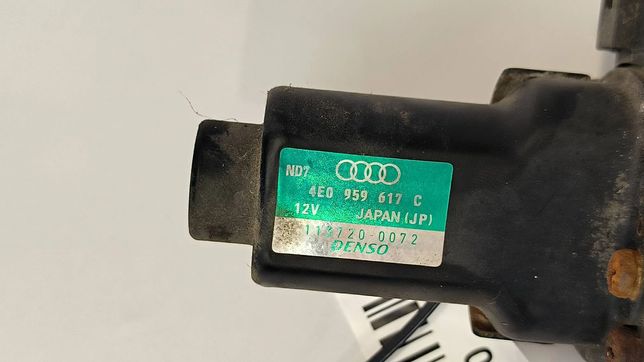 ND7
4E0 959 617 C
12V JAPAN (JP)
113720-0072
DENSO